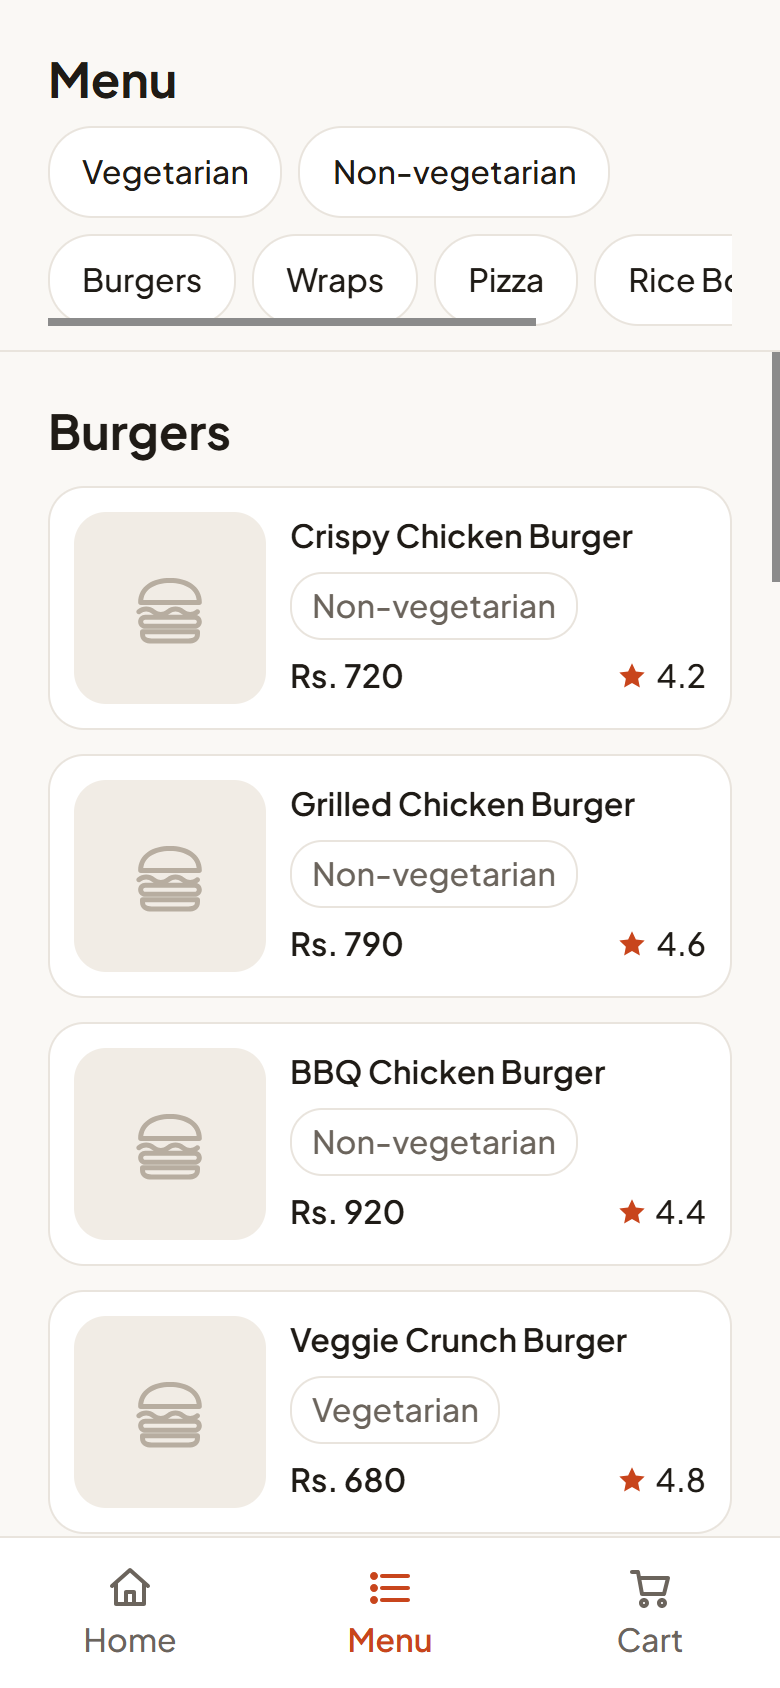 Menu
Vegetarian Non-vegetarian
Burgers Wraps Pizza Rice
Burgers
Crispy Chicken Burger
Non-vegetarian
Rs. 720 4.2
Grilled Chicken Burger
Non-vegetarian
Rs. 790 4.6
BBQ Chicken Burger
Non-vegetarian
Rs. 920 4.4
Veggie Crunch Burger
Vegetarian
Rs. 680 4.8
Home Menu Cart